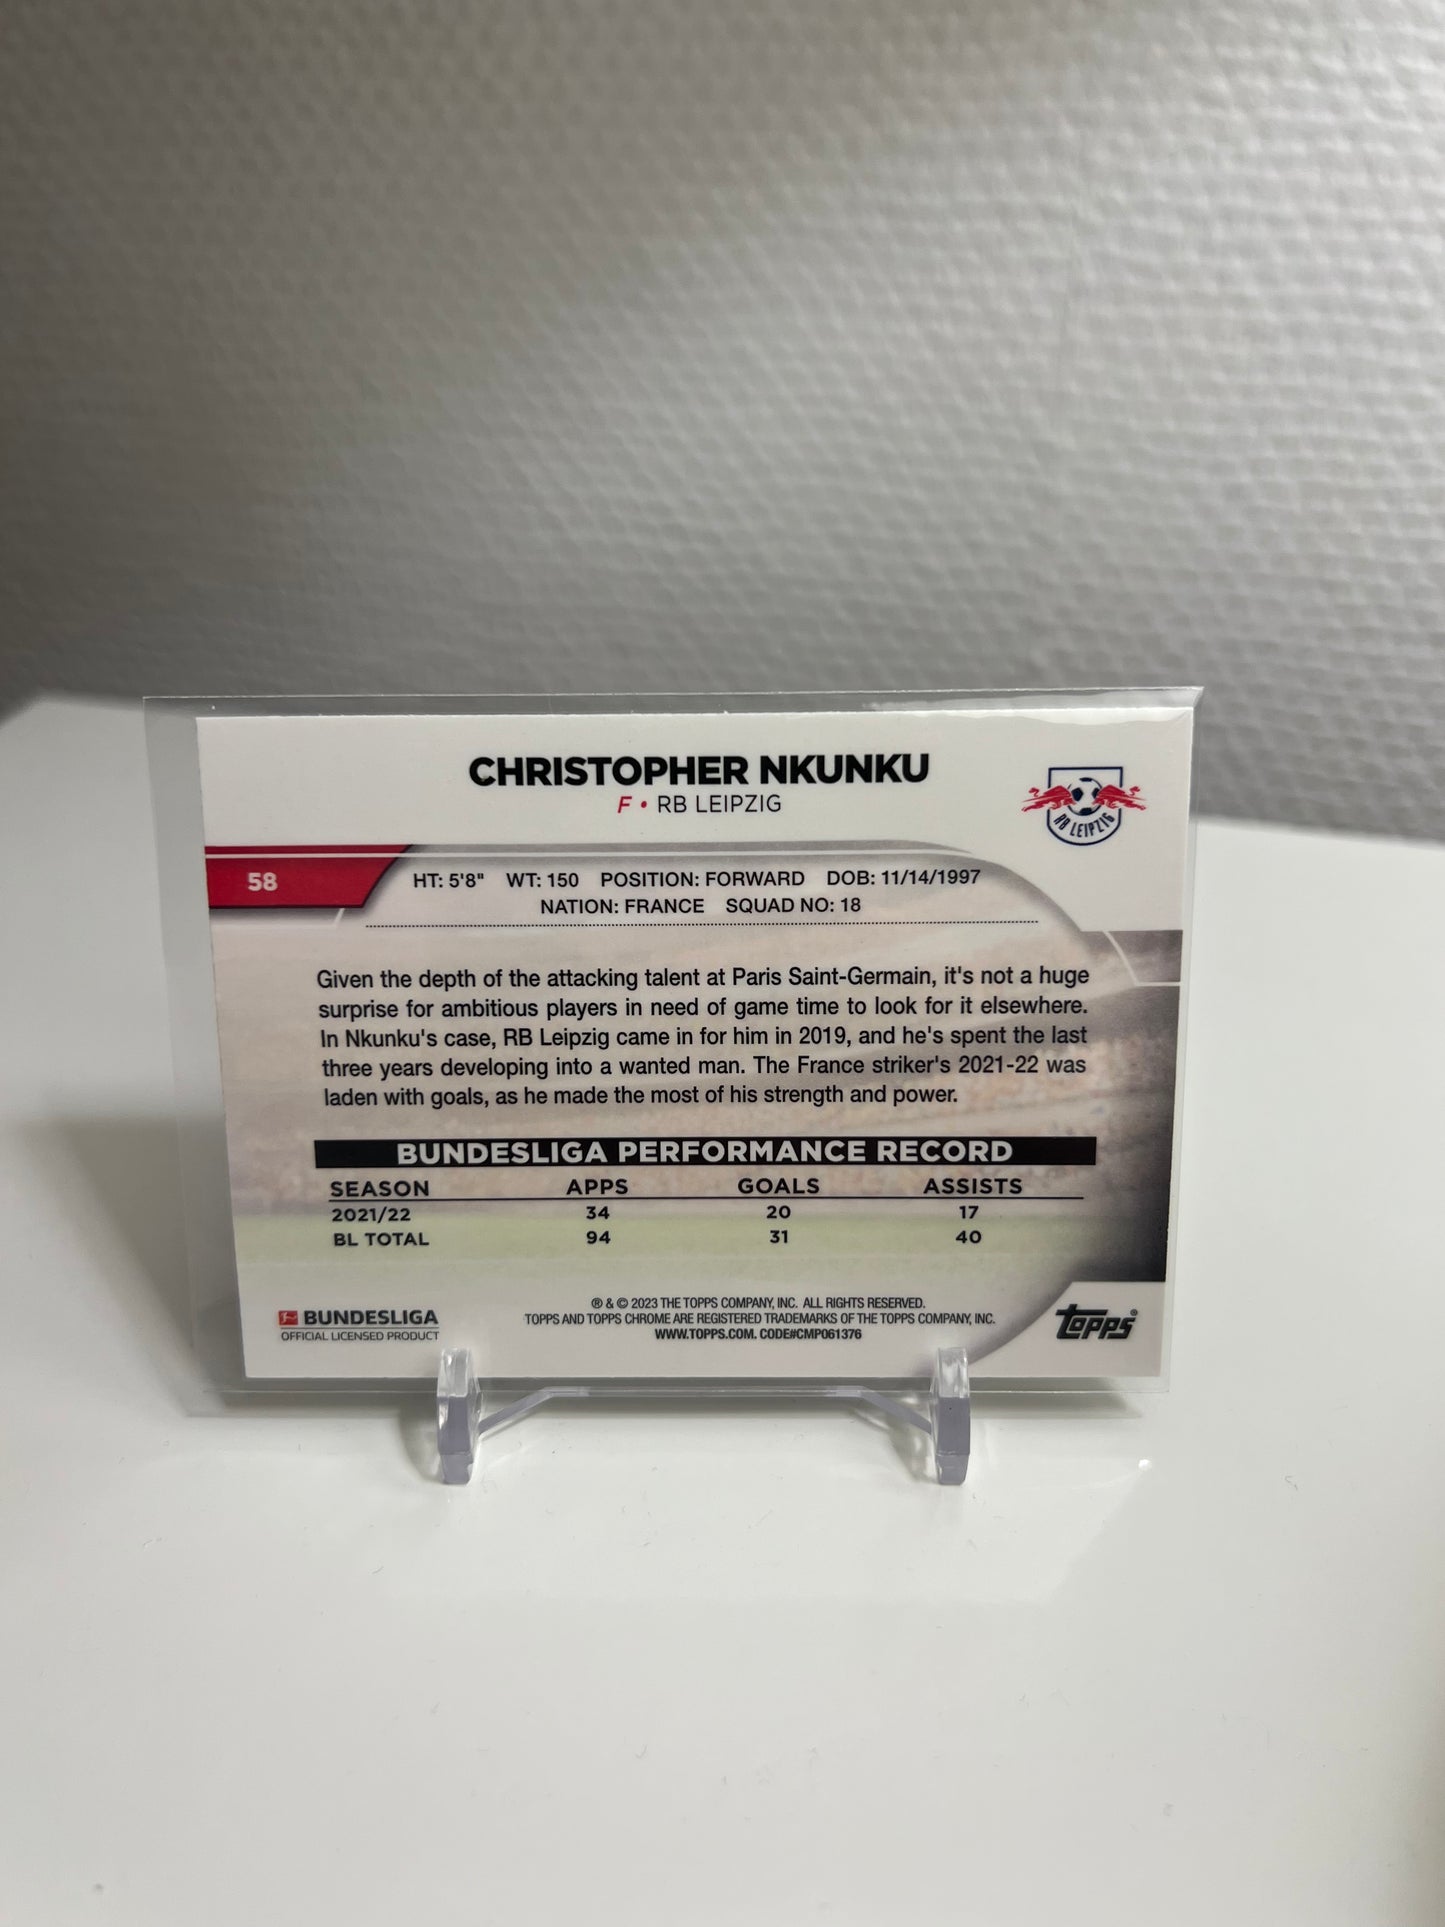 CHRISTOPHER NKUNKU
F • RB LEIPZIG
RB LEIPZIG
58
HT: 5'8" WT: 150 POSITION: FORWARD DOB: 11/14/1997
NATION: FRANCE SQUAD NO: 18
Given the depth of the attacking talent at Paris Saint-Germain, it's not a huge
surprise for ambitious players in need of game time to look for it elsewhere.
In Nkunku's case, RB Leipzig came in for him in 2019, and he's spent the last
three years developing into a wanted man. The France striker's 2021-22 was
laden with goals, as he made the most of his strength and power.
BUNDESLIGA PERFORMANCE RECORD
SEASON APPS GOALS ASSISTS
2021/22 34 20 17
BL TOTAL 94 31 40
BUNDESLIGA
OFFICIAL LICENSED PRODUCT
® & © 2023 THE TOPPS COMPANY, INC. ALL RIGHTS RESERVED.
TOPPS AND TOPPS CHROME ARE REGISTERED TRADEMARKS OF THE TOPPS COMPANY, INC.
WWW.TOPPS.COM. CODE#CMP061376
Topps®